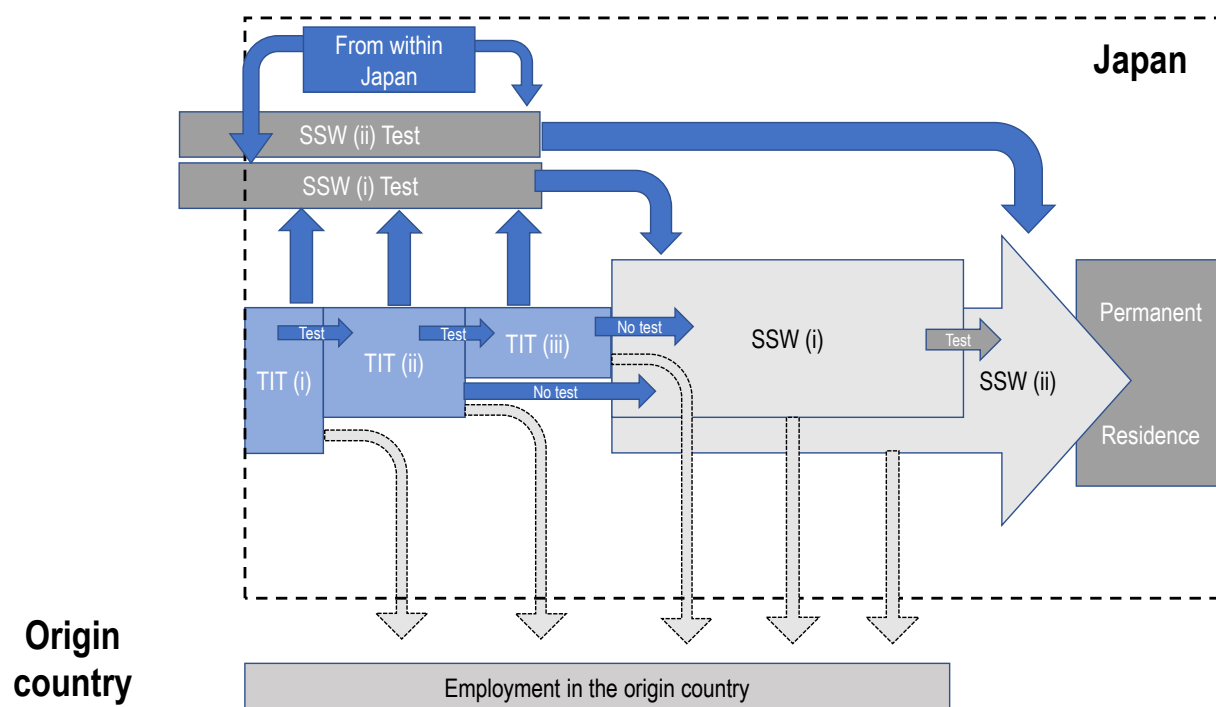 From within
Japan
Japan
SSW (ii) Test
SSW (i) Test
Test
Test
No test
TIT (i)
TIT (ii)
TIT (iii)
No test
SSW (i)
Test
SSW (ii)
Permanent
Residence
Origin
country
Employment in the origin country